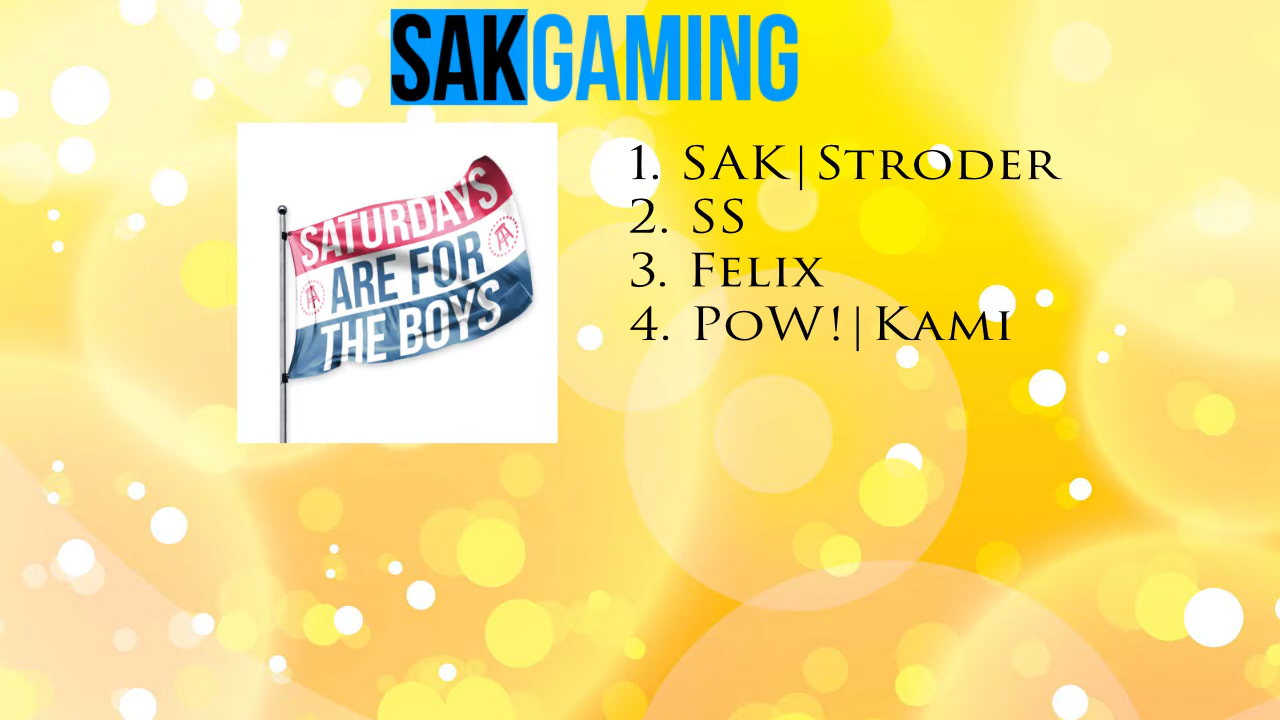 SAKGAMING
SATURDAYS
ARE FOR
THE BOYS
1. SAK|Stroder
2. SS
3. Felix
4. PoW!|Kami